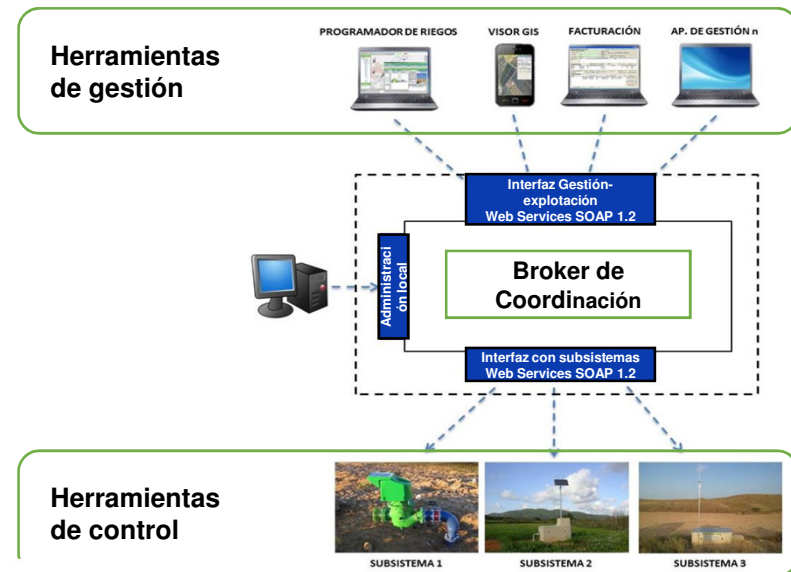 PROGRAMADOR DE RIEGOS
VISOR GIS
FACTURACIÓN
AP. DE GESTIÓN n
Herramientas
de gestión
Interfaz Gestión-
explotación
Web Services SOAP 1.2
Administraci
ón local
Broker de
Coordinación
Interfaz con subsistemas
Web Services SOAP 1.2
Herramientas
de control
SUBSISTEMA 1
SUBSISTEMA 2
SUBSISTEMA 3